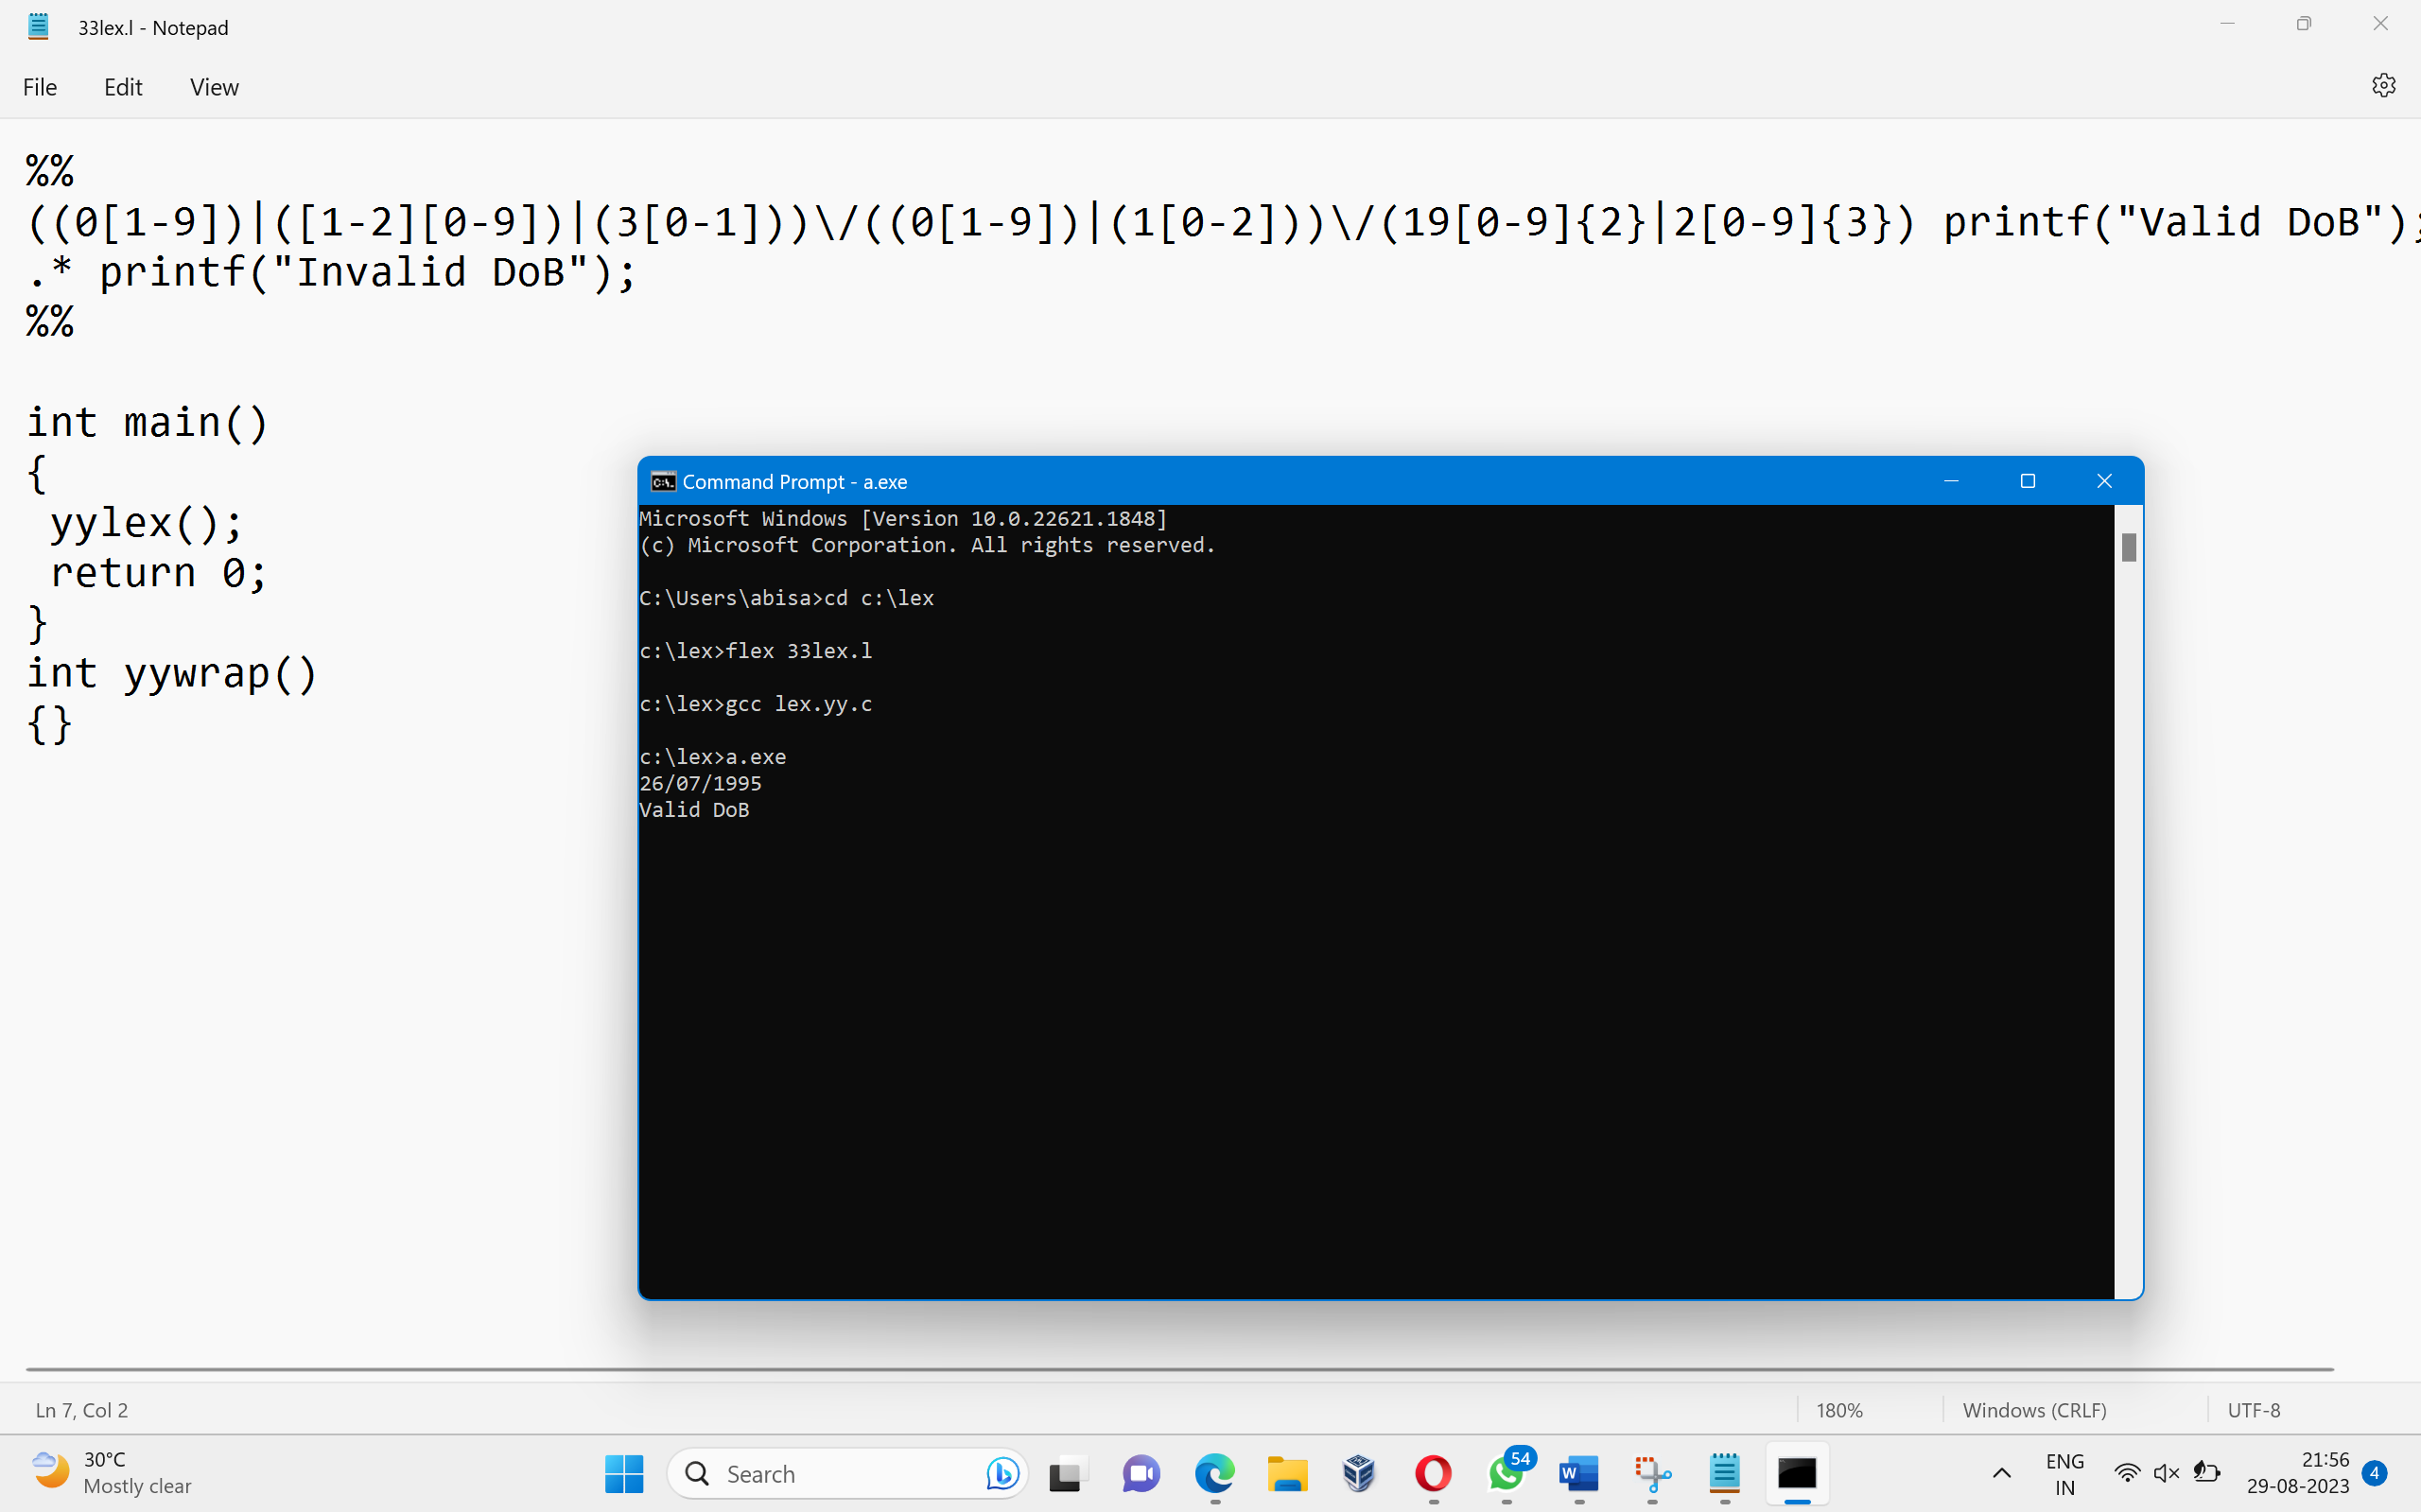 33lex.l - Notepad
File Edit View
%%
((0[1-9])|([1-2][0-9])|(3[0-1]))\/((0[1-9])|(1[0-2]))\/(19[0-9]{2}|2[0-9]{3}) printf("Valid DoB");
.* printf("Invalid DoB");
%%
int main()
{
 yylex();
 return 0;
}
int yywrap()
{}
Command Prompt - a.exe
Microsoft Windows [Version 10.0.22621.1848]
(c) Microsoft Corporation. All rights reserved.
C:\Users\abisa>cd c:\lex
c:\lex>flex 33lex.l
c:\lex>gcc lex.yy.c
c:\lex>a.exe
26/07/1995
Valid DoB
Ln 7, Col 2 180% Windows (CRLF) UTF-8
30°C
Mostly clear
Search
54
W
ENG
IN
21:56
29-08-2023
4